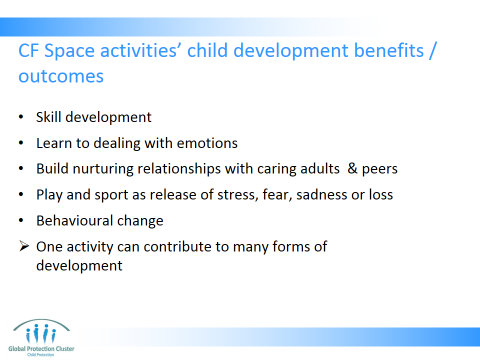 CF Space activities’ child development benefits /
outcomes
• Skill development
• Learn to dealing with emotions
• Build nurturing relationships with caring adults & peers
• Play and sport as release of stress, fear, sadness or loss
• Behavioural change
➢ One activity can contribute to many forms of
development
Global Protection Cluster
Child Protection